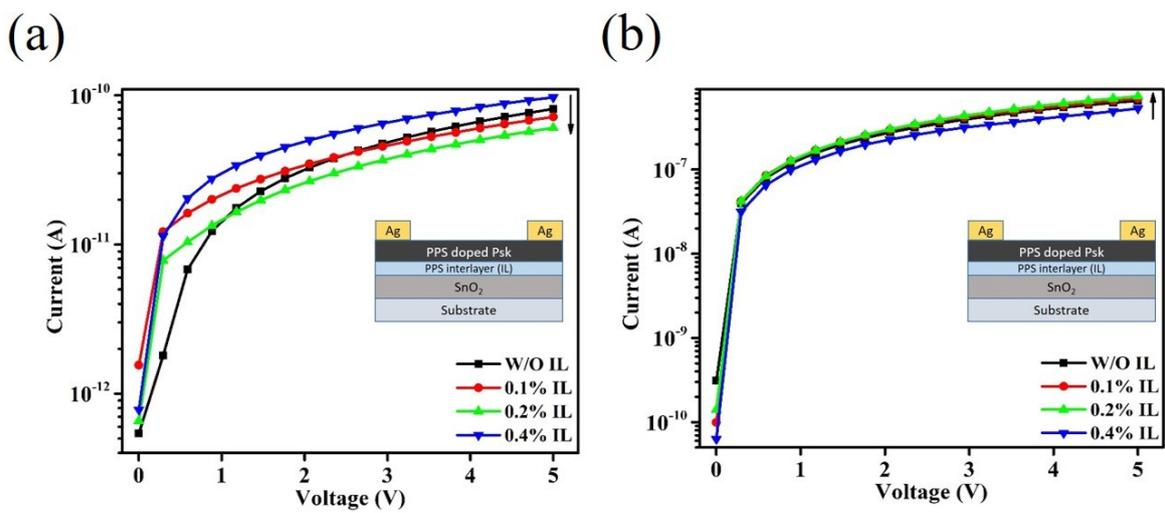 (a)
10⁻¹⁰
10⁻¹¹
10⁻¹²
Current (A)
Ag
Ag
PPS doped Psk
PPS interlayer (IL)
SnO₂
Substrate
W/O IL
0.1% IL
0.2% IL
0.4% IL
0 1 2 3 4 5
Voltage (V)
(b)
10⁻⁷
10⁻⁸
10⁻⁹
10⁻¹⁰
Current (A)
Ag
Ag
PPS doped Psk
PPS interlayer (IL)
SnO₂
Substrate
W/O IL
0.1% IL
0.2% IL
0.4% IL
0 1 2 3 4 5
Voltage (V)